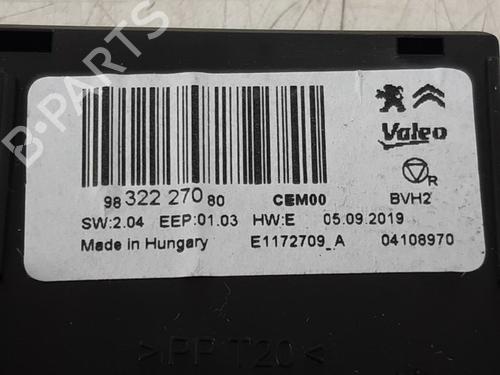 Valeo
R
98 322 270 80 CEM00 BVH2
SW:2.04 EEP:01.03 HW:E 05.09.2019
Made in Hungary E1172709_A 04108970
>PP T20<
B-PARTS